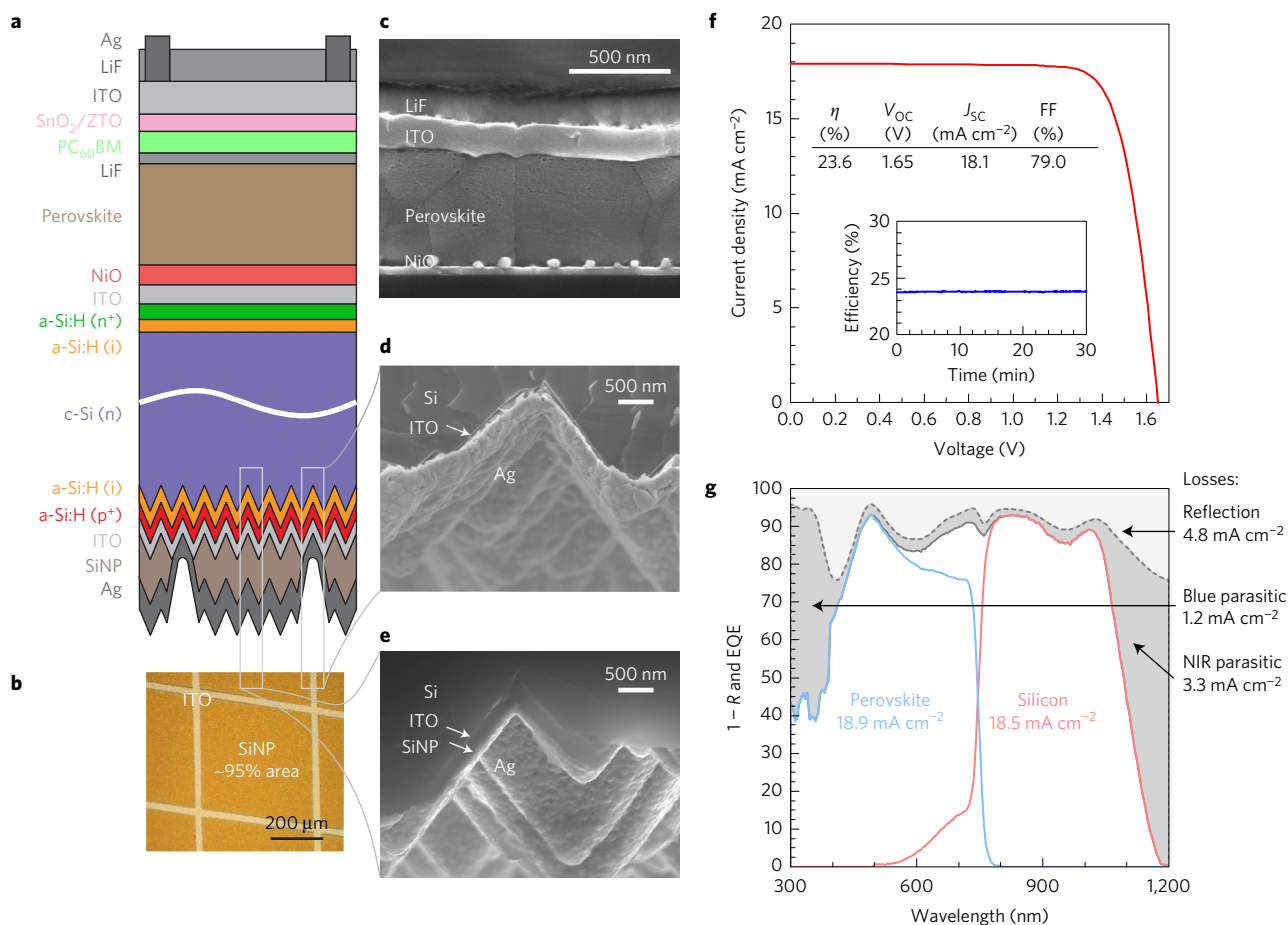 a
Ag
LiF
ITO
SnO₂/ZTO
PC₆₀BM
LiF
Perovskite
NiO
ITO
a-Si:H (n⁺)
a-Si:H (i)
c-Si (n)
a-Si:H (i)
a-Si:H (p⁺)
ITO
SiNP
Ag
b
ITO
SiNP
~95% area
200 μm
c
500 nm
LiF
ITO
Perovskite
NiO
d
500 nm
Si
ITO
Ag
e
500 nm
Si
ITO
SiNP
Ag
f
Current density (mA cm⁻²)
20
15
10
5
0
η V_OC J_SC FF
(%) (V) (mA cm⁻²) (%)
23.6 1.65 18.1 79.0
Efficiency (%)
30
25
20
0 10 20 30
Time (min)
0.0 0.2 0.4 0.6 0.8 1.0 1.2 1.4 1.6
Voltage (V)
g
1 − R and EQE
100
90
80
70
60
50
40
30
20
10
0
Perovskite
18.9 mA cm⁻²
Silicon
18.5 mA cm⁻²
300 600 900 1,200
Wavelength (nm)
Losses:
Reflection
4.8 mA cm⁻²
Blue parasitic
1.2 mA cm⁻²
NIR parasitic
3.3 mA cm⁻²